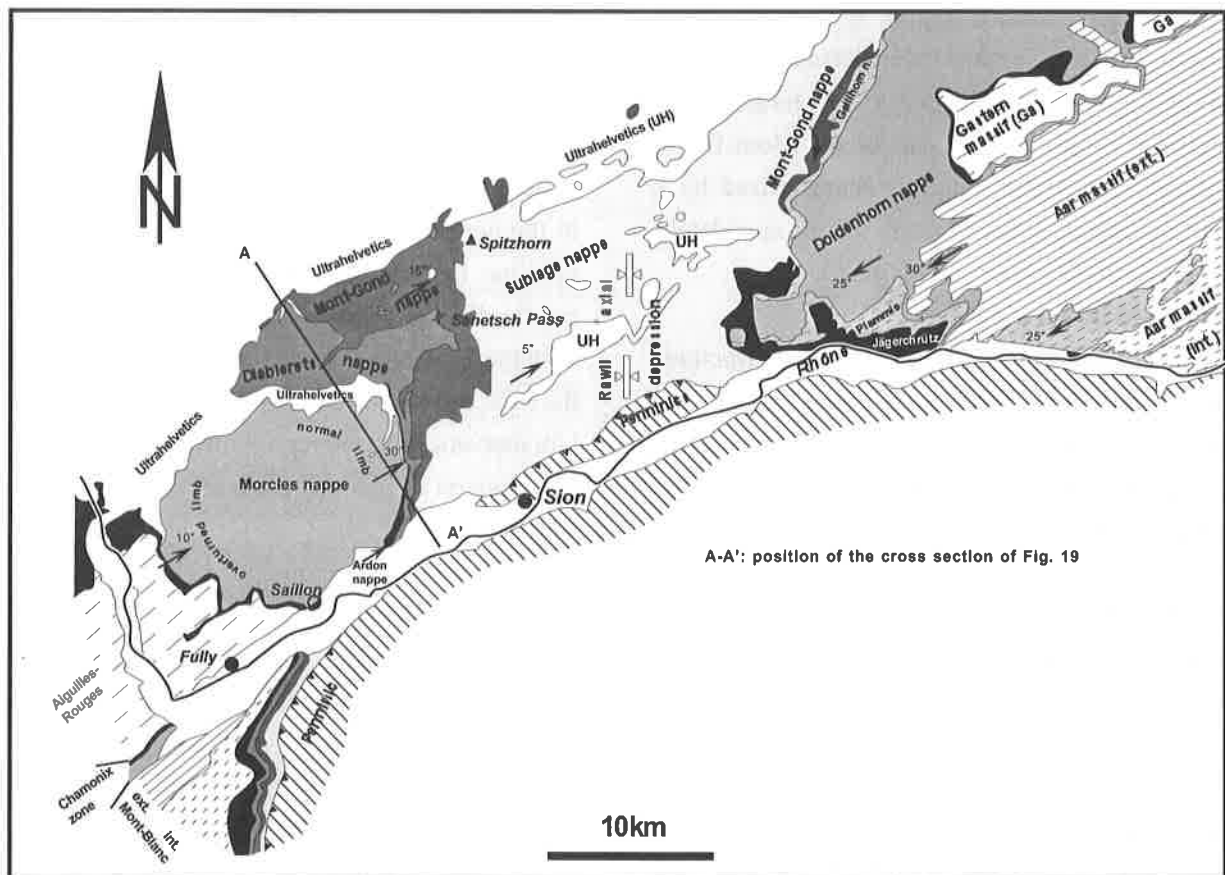 Ga
Mont-Gond nappe
Gellihorn n.
Gastern
massif (Ga)
Ultrahelvetics (UH)
Aar massif (ext.)
Doldenhorn nappe
N
A
Ultrahelvetics
Spitzhorn
sublage nappe
UH
Mont-Gond
nappe
15°
30°
25°
Sanetsch Pass
Rawil axial
depression
5°
UH
Plammis
Jägerchrütz
Aar massif
(int.)
25°
Diablerets nappe
Rhône
Ultrahelvetics
Penninic
Ultrahelvetics
normal limb
30°
Morcles nappe
Sion
overturned limb
10°
A'
A-A': position of the cross section of Fig. 19
Ardon
nappe
Saillon
Fully
Aiguilles-
Rouges
Penninic
Chamonix
zone
ext.
Mont-Blanc
int.
10km